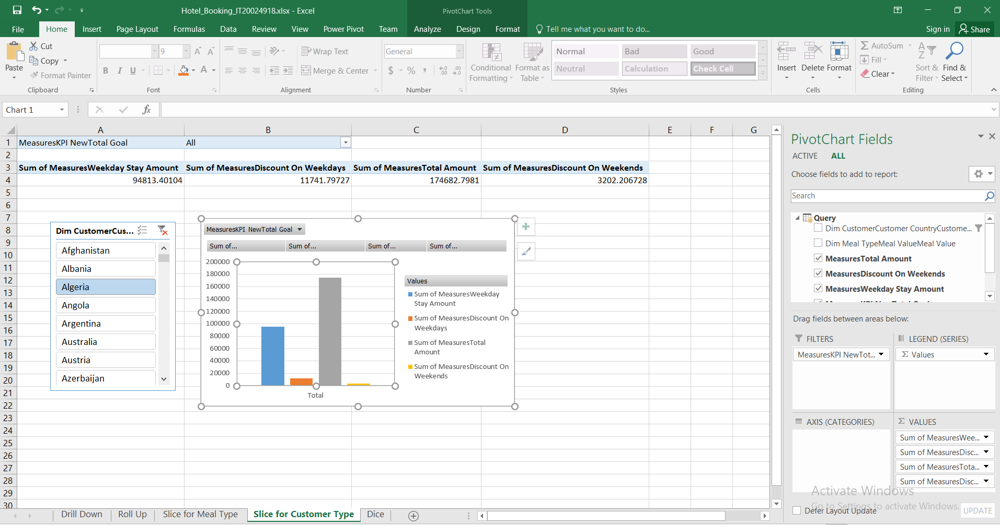 Hotel_Booking_IT20024918.xlsx - Excel
PivotChart Tools
File Home Insert Page Layout Formulas Data Review View Power Pivot Team Analyze Design Format Tell me what you want to do... Sign in Share
Paste
Cut
Copy
Format Painter
Clipboard
9
B I U
A
Font
Wrap Text
Merge & Center
Alignment
General
$ % ,
Number
Conditional Formatting
Format as Table
Normal Bad Good
Neutral Calculation Check Cell
Styles
Insert Delete Format
Cells
AutoSum
Fill
Clear
Sort & Filter
Find & Select
Editing
Chart 1
fx
A B C D E F G
1 MeasuresKPI NewTotal Goal All
2
3 Sum of MeasuresWeekday Stay Amount Sum of MeasuresDiscount On Weekdays Sum of MeasuresTotal Amount Sum of MeasuresDiscount On Weekends
4 94813.40104 11741.79727 174682.7981 3202.206728
5
6
7
8
9
10
11
12
13
14
15
16
17
18
19
20
21
22
23
24
25
26
27
28
29
30
Dim CustomerCus...
Afghanistan
Albania
Algeria
Angola
Argentina
Australia
Austria
Azerbaijan
MeasuresKPI NewTotal Goal
Sum of... Sum of... Sum of... Sum of...
200000
180000
160000
140000
120000
100000
80000
60000
40000
20000
0
Total
Values
Sum of MeasuresWeekday
Stay Amount
Sum of MeasuresDiscount On
Weekdays
Sum of MeasuresTotal
Amount
Sum of MeasuresDiscount On
Weekends
PivotChart Fields
ACTIVE ALL
Choose fields to add to report:
Search
Query
Dim CustomerCustomer CountryCustome...
Dim Meal TypeMeal ValueMeal Value
MeasuresTotal Amount
MeasuresDiscount On Weekends
MeasuresWeekday Stay Amount
Drag fields between areas below:
FILTERS
MeasuresKPI NewTot...
LEGEND (SERIES)
Σ Values
AXIS (CATEGORIES)
Σ VALUES
Sum of MeasuresWee...
Sum of MeasuresDisc...
Sum of MeasuresTota...
Sum of MeasuresDisc...
Activate Windows
Go to Settings to activate Windows.
Defer Layout Update
UPDATE
Drill Down Roll Up Slice for Meal Type Slice for Customer Type Dice